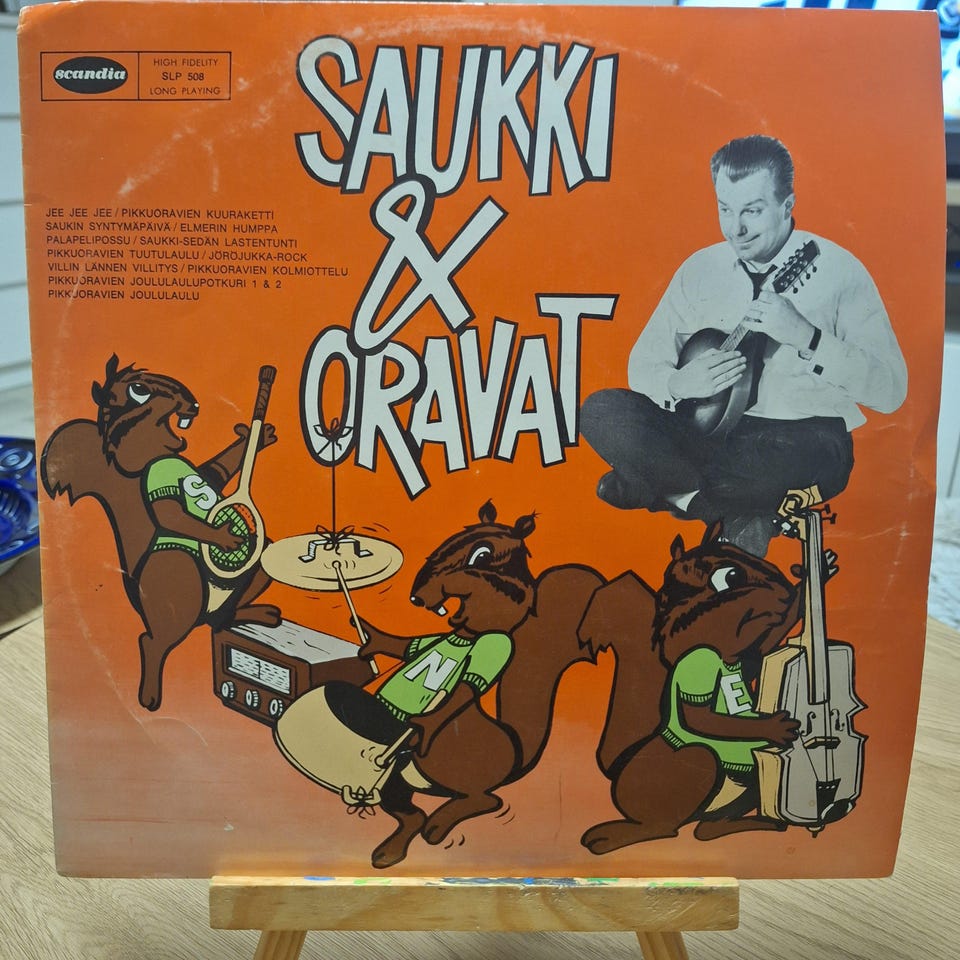 scandia
HIGH FIDELITY
SLP 508
LONG PLAYING
SAUKKI
&
ORAVAT
JEE JEE JEE / PIKKUORAVIEN KUURAKETTI
SAUKIN SYNTYMÄPÄIVÄ / ELMERIN HUMPPA
PALAPELIPOSSU / SAUKKI-SEDÄN LASTENTUNTI
PIKKUORAVIEN TUUTULAULU / JÖRÖJUKKA-ROCK
VILLIN LÄNNEN VILLITYS / PIKKUORAVIEN KOLMIOTTELU
PIKKUORAVIEN JOULULAULUPOTKURI 1 & 2
PIKKUORAVIEN JOULULAULU
S
N
E